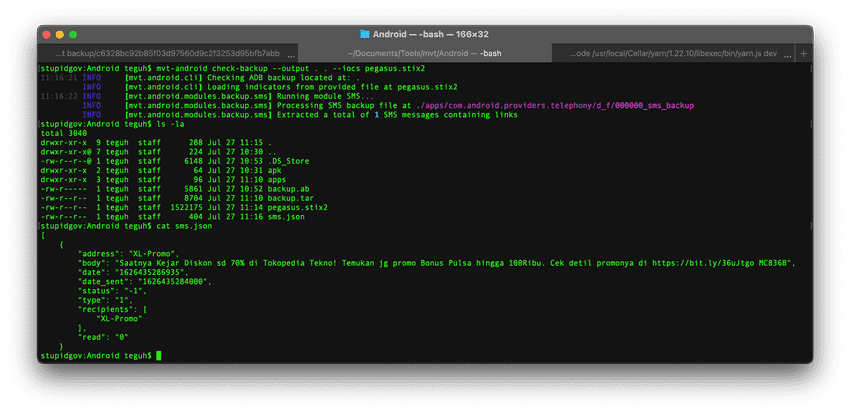 Android — -bash — 166×32
...t backup/c6328bc92b85f03d97560d9c2f3253d95bfb7abb ...
~/Documents/Tools/mvt/Android — -bash
...ode /usr/local/Cellar/yarn/1.22.10/libexec/bin/yarn.js dev ... +
[stupidgov:Android teguh$ mvt-android check-backup --output . . --iocs pegasus.stix2 ]
11:16:21 INFO [mvt.android.cli] Checking ADB backup located at: .
INFO [mvt.android.cli] Loading indicators from provided file at pegasus.stix2
11:16:22 INFO [mvt.android.modules.backup.sms] Running module SMS...
INFO [mvt.android.modules.backup.sms] Processing SMS backup file at ./apps/com.android.providers.telephony/d_f/000000_sms_backup
INFO [mvt.android.modules.backup.sms] Extracted a total of 1 SMS messages containing links
[stupidgov:Android teguh$ ls -la ]
total 3040
drwxr-xr-x 9 teguh staff 288 Jul 27 11:15 .
drwxr-xr-x@ 7 teguh staff 224 Jul 27 10:30 ..
-rw-r--r--@ 1 teguh staff 6148 Jul 27 10:53 .DS_Store
drwxr-xr-x 2 teguh staff 64 Jul 27 10:31 apk
drwxr-xr-x 3 teguh staff 96 Jul 27 11:10 apps
-rw-r----- 1 teguh staff 5861 Jul 27 10:52 backup.ab
-rw-r--r-- 1 teguh staff 8704 Jul 27 11:10 backup.tar
-rw-r--r-- 1 teguh staff 1522175 Jul 27 11:14 pegasus.stix2
-rw-r--r-- 1 teguh staff 404 Jul 27 11:16 sms.json
[stupidgov:Android teguh$ cat sms.json ]
[
{
"address": "XL-Promo",
"body": "Saatnya Kejar Diskon sd 70% di Tokopedia Tekno! Temukan jg promo Bonus Pulsa hingga 100Ribu. Cek detil promonya di https://bit.ly/36uJtgo MC836B",
"date": "1626435286935",
"date_sent": "1626435284000",
"status": "-1",
"type": "1",
"recipients": [
"XL-Promo"
],
"read": "0"
}
stupidgov:Android teguh$